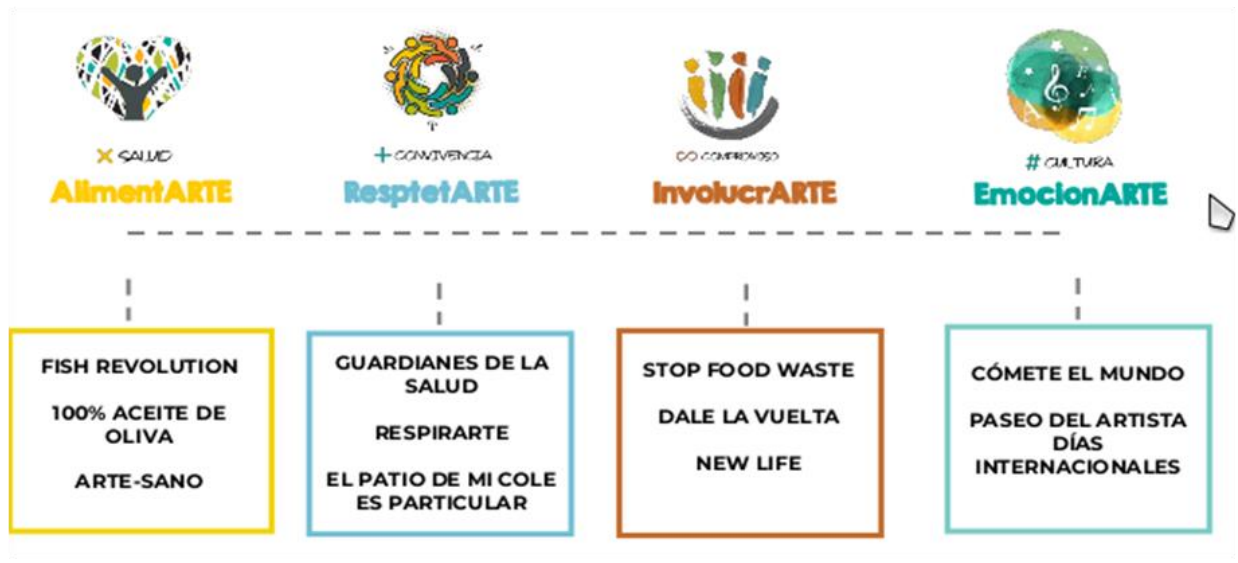 × SALUD
AlimentARTE
+ CONVIVENCIA
ResptetARTE
∞ COMPROMISO
InvolucrARTE
# CULTURA
EmocionARTE
FISH REVOLUTION
100% ACEITE DE
OLIVA
ARTE-SANO
GUARDIANES DE LA
SALUD
RESPIRARTE
EL PATIO DE MI COLE
ES PARTICULAR
STOP FOOD WASTE
DALE LA VUELTA
NEW LIFE
CÓMETE EL MUNDO
PASEO DEL ARTISTA
DÍAS
INTERNACIONALES